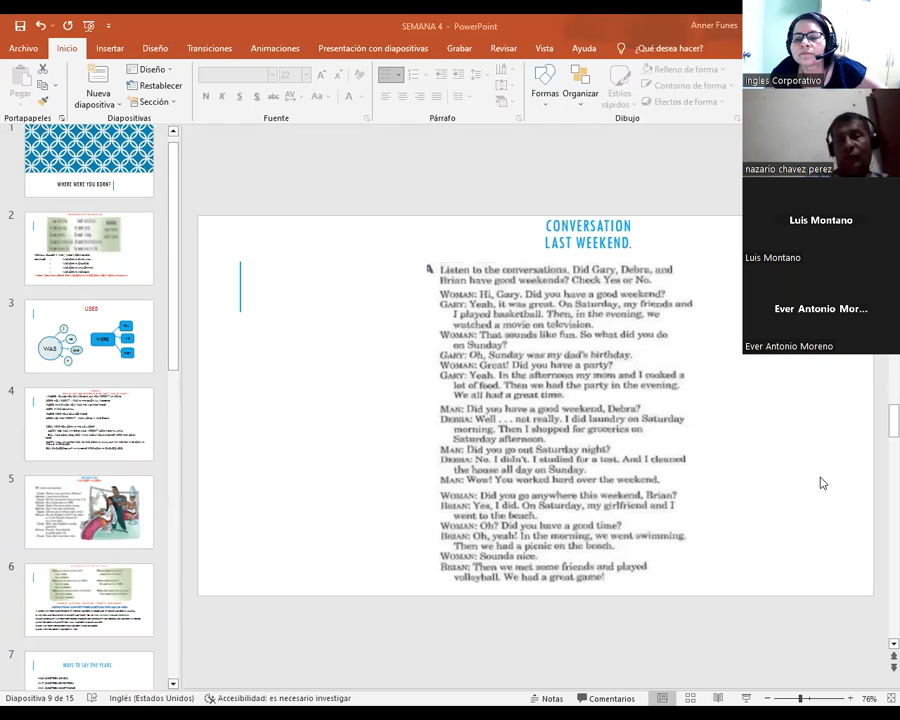 SEMANA 4 - PowerPoint
Anner Funes
Archivo Inicio Insertar Diseño Transiciones Animaciones Presentación con diapositivas Grabar Revisar Vista Ayuda ¿Qué desea hacer?
Pegar
Nueva diapositiva
Diseño
Restablecer
Sección
22
N K S S abc AV Aa A
Formas
Organizar
Estilos rápidos
Relleno de forma
Contorno de forma
Efectos de forma
Portapapeles
Diapositivas
Fuente
Párrafo
Dibujo
Ingles Corporativo
nazario chavez perez
Luis Montano
Luis Montano
Ever Antonio Mor...
Ever Antonio Moreno
1
WHERE WERE YOU BORN?
2
3
USES
WAS
WERE
4
5
6
7
WAYS TO SAY THE YEARS
CONVERSATION
LAST WEEKEND.
A Listen to the conversations. Did Gary, Debra, and
Brian have good weekends? Check Yes or No.
WOMAN: Hi, Gary. Did you have a good weekend?
GARY: Yeah, it was great. On Saturday, my friends and
I played basketball. Then, in the evening, we
watched a movie on television.
WOMAN: That sounds like fun. So what did you do
on Sunday?
GARY: Oh, Sunday was my dad's birthday.
WOMAN: Great! Did you have a party?
GARY: Yeah. In the afternoon my mom and I cooked a
lot of food. Then we had the party in the evening.
We all had a great time.
MAN: Did you have a good weekend, Debra?
DEBRA: Well . . . not really. I did laundry on Saturday
morning. Then I shopped for groceries on
Saturday afternoon.
MAN: Did you go out Saturday night?
DEBRA: No, I didn't. I studied for a test. And I cleaned
the house all day on Sunday.
MAN: Wow! You worked hard over the weekend.
WOMAN: Did you go anywhere this weekend, Brian?
BRIAN: Yes, I did. On Saturday, my girlfriend and I
went to the beach.
WOMAN: Oh? Did you have a good time?
BRIAN: Oh, yeah! In the morning, we went swimming.
Then we had a picnic on the beach.
WOMAN: Sounds nice.
BRIAN: Then we met some friends and played
volleyball. We had a great game!
Diapositiva 9 de 15
Inglés (Estados Unidos)
Accesibilidad: es necesario investigar
Notas
Comentarios
76%